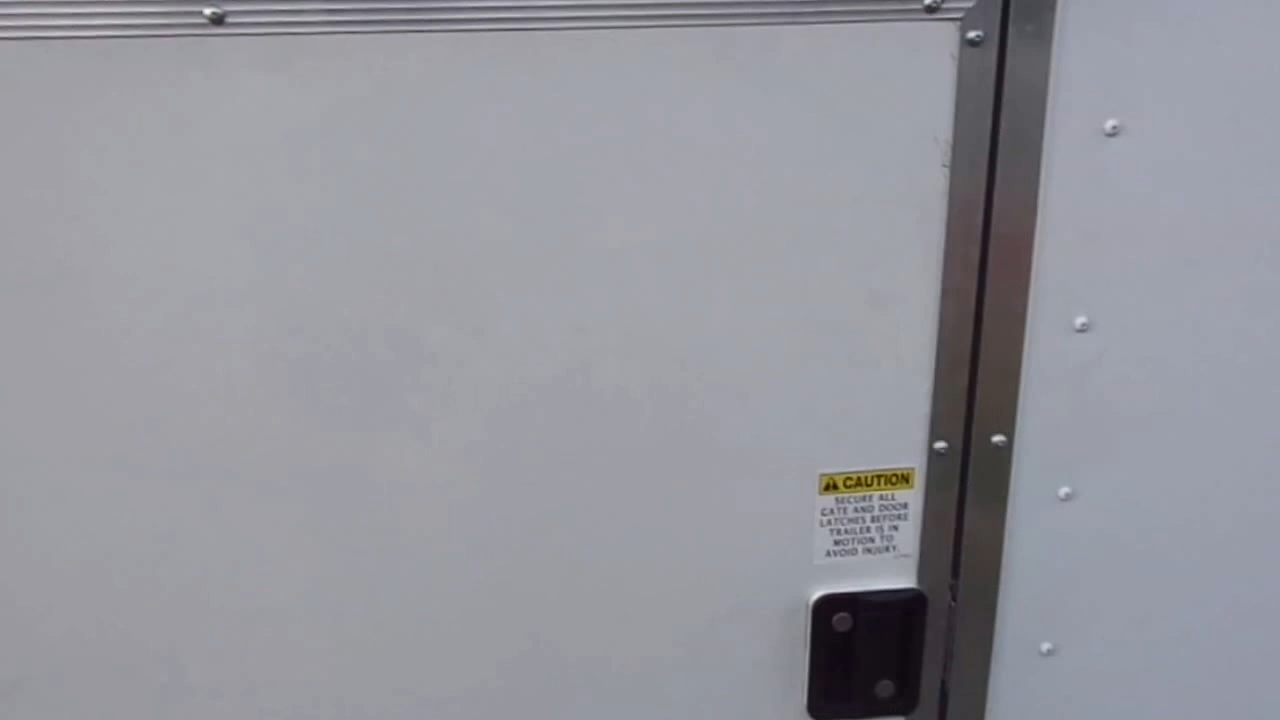 CAUTION
SECURE ALL
GATE AND DOOR
LATCHES BEFORE
TRAILER IS IN
MOTION TO
AVOID INJURY.